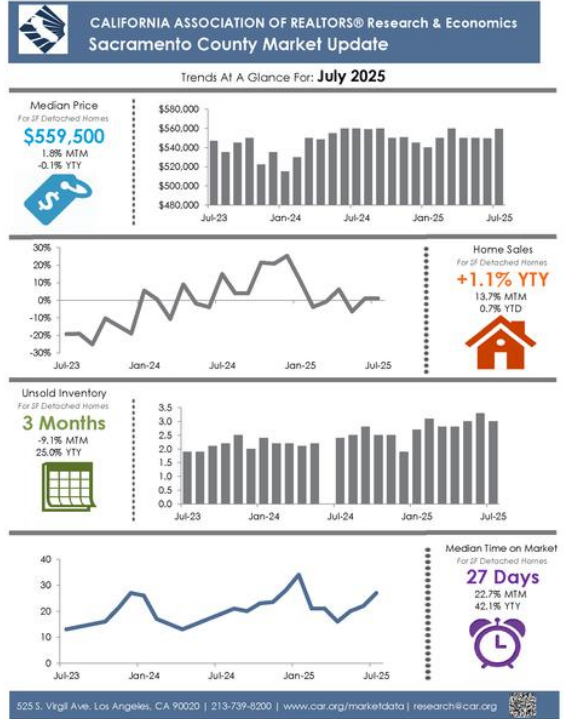 CALIFORNIA ASSOCIATION OF REALTORS® Research & Economics
Sacramento County Market Update
Trends At A Glance For: July 2025
Median Price
For SF Detached Homes
$559,500
1.8% MTM
-0.1% YTY
$
$580,000
$560,000
$540,000
$520,000
$500,000
$480,000
Jul-23 Jan-24 Jul-24 Jan-25 Jul-25
30%
20%
10%
0%
-10%
-20%
-30%
Jul-23 Jan-24 Jul-24 Jan-25 Jul-25
Home Sales
For SF Detached Homes
+1.1% YTY
13.7% MTM
0.7% YTD
Unsold Inventory
For SF Detached Homes
3 Months
-9.1% MTM
25.0% YTY
3.5
3.0
2.5
2.0
1.5
1.0
0.5
0.0
Jul-23 Jan-24 Jul-24 Jan-25 Jul-25
40
30
20
10
0
Jul-23 Jan-24 Jul-24 Jan-25 Jul-25
Median Time on Market
For SF Detached Homes
27 Days
22.7% MTM
42.1% YTY
525 S. Virgil Ave. Los Angeles, CA 90020 | 213-739-8200 | www.car.org/marketdata | research@car.org